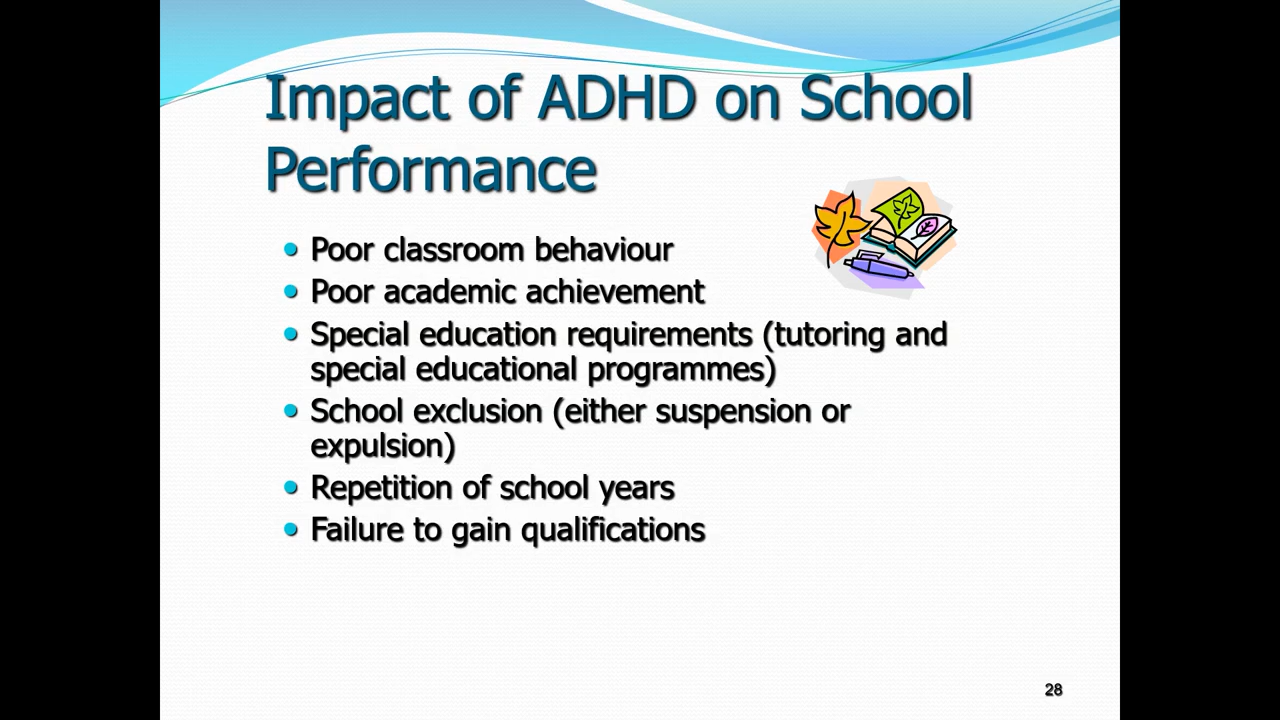 Impact of ADHD on School
Performance
• Poor classroom behaviour
• Poor academic achievement
• Special education requirements (tutoring and
special educational programmes)
• School exclusion (either suspension or
expulsion)
• Repetition of school years
• Failure to gain qualifications
28